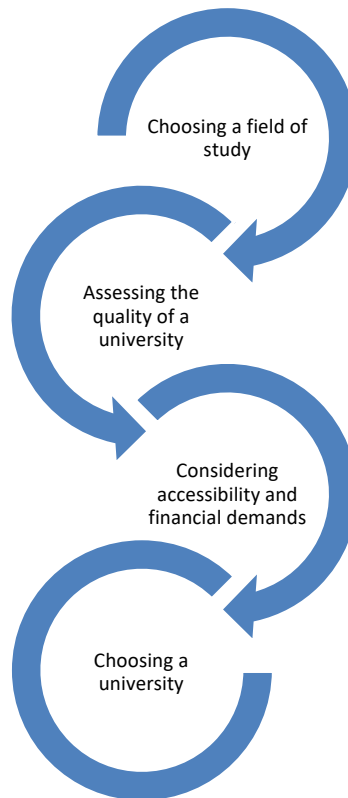 Choosing a field of
study
Assessing the
quality of a
university
Considering
accessibility and
financial demands
Choosing a
university